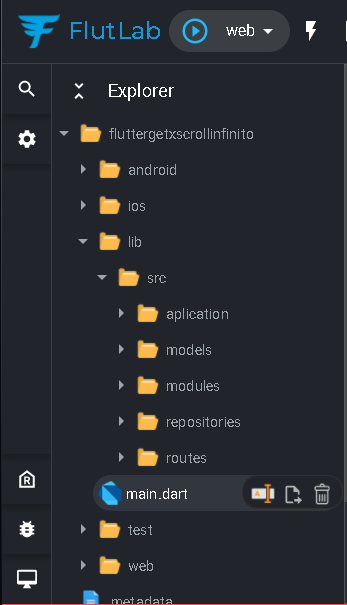 FlutLab web
Explorer
fluttergetxscrollinfinito
android
ios
lib
src
aplication
models
modules
repositories
routes
main.dart
test
web
metadata